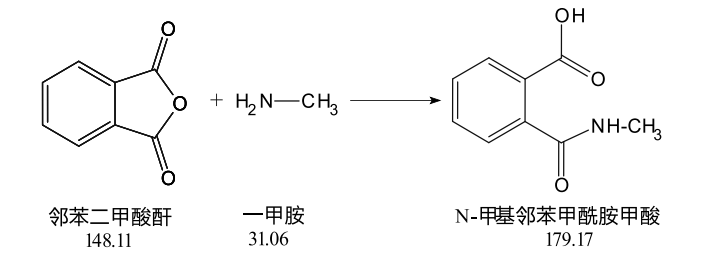 O
O
O
+ H₂N—CH₃
OH
O
NH-CH₃
O
邻苯二甲酸酐
148.11
一甲胺
31.06
N-甲基邻苯甲酰胺甲酸
179.17